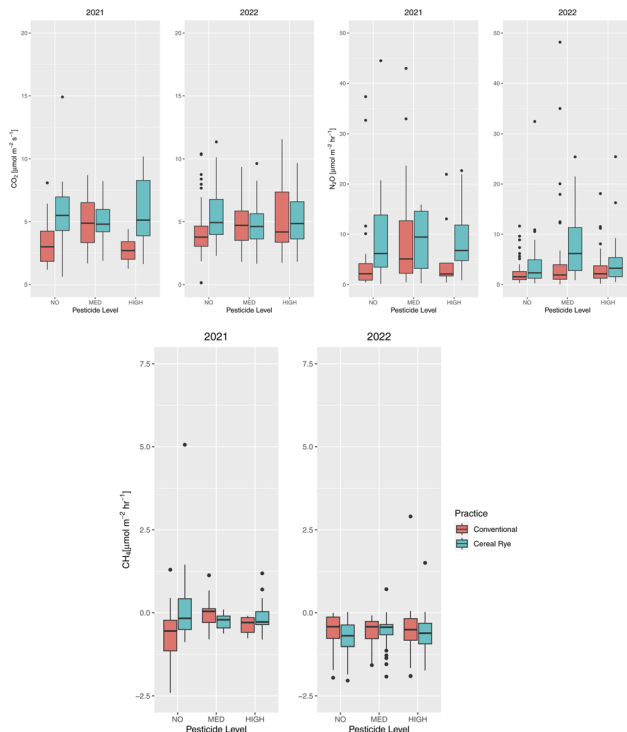 2021
2022
2021
2022
20
15
10
5
0
CO₂ [µmol m⁻² s⁻¹]
NO MED HIGH
Pesticide Level
20
15
10
5
0
NO MED HIGH
Pesticide Level
50
40
30
20
10
0
N₂O [µmol m⁻² hr⁻¹]
NO MED HIGH
Pesticide Level
50
40
30
20
10
0
NO MED HIGH
Pesticide Level
2021
2022
7.5
5.0
2.5
0.0
−2.5
CH₄[µmol m⁻² hr⁻¹]
NO MED HIGH
Pesticide Level
7.5
5.0
2.5
0.0
−2.5
NO MED HIGH
Pesticide Level
Practice
Conventional
Cereal Rye